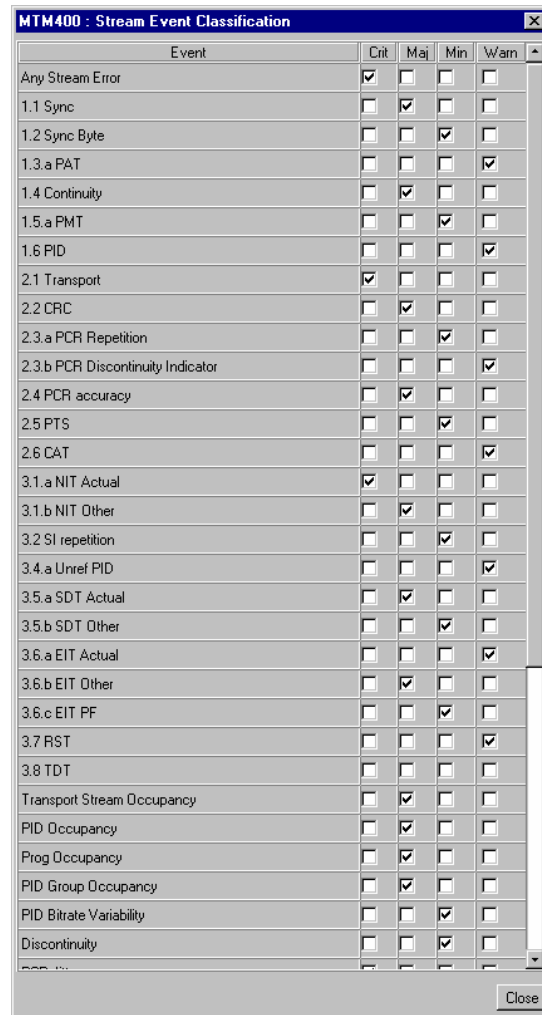 MTM400 : Stream Event Classification
Event Crit Maj Min Warn
Any Stream Error
1.1 Sync
1.2 Sync Byte
1.3.a PAT
1.4 Continuity
1.5.a PMT
1.6 PID
2.1 Transport
2.2 CRC
2.3.a PCR Repetition
2.3.b PCR Discontinuity Indicator
2.4 PCR accuracy
2.5 PTS
2.6 CAT
3.1.a NIT Actual
3.1.b NIT Other
3.2 SI repetition
3.4.a Unref PID
3.5.a SDT Actual
3.5.b SDT Other
3.6.a EIT Actual
3.6.b EIT Other
3.6.c EIT PF
3.7 RST
3.8 TDT
Transport Stream Occupancy
PID Occupancy
Prog Occupancy
PID Group Occupancy
PID Bitrate Variability
Discontinuity
Close